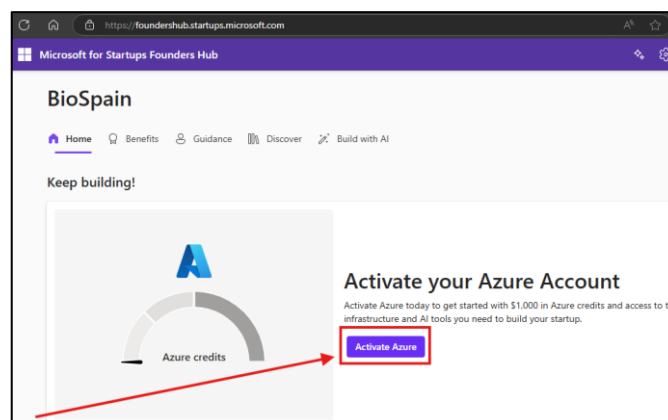 https://foundershub.startups.microsoft.com
Microsoft for Startups Founders Hub
BioSpain
Home Benefits Guidance Discover Build with AI
Keep building!
Azure credits
Activate your Azure Account
Activate Azure today to get started with $1,000 in Azure credits and access to
infrastructure and AI tools you need to build your startup.
Activate Azure